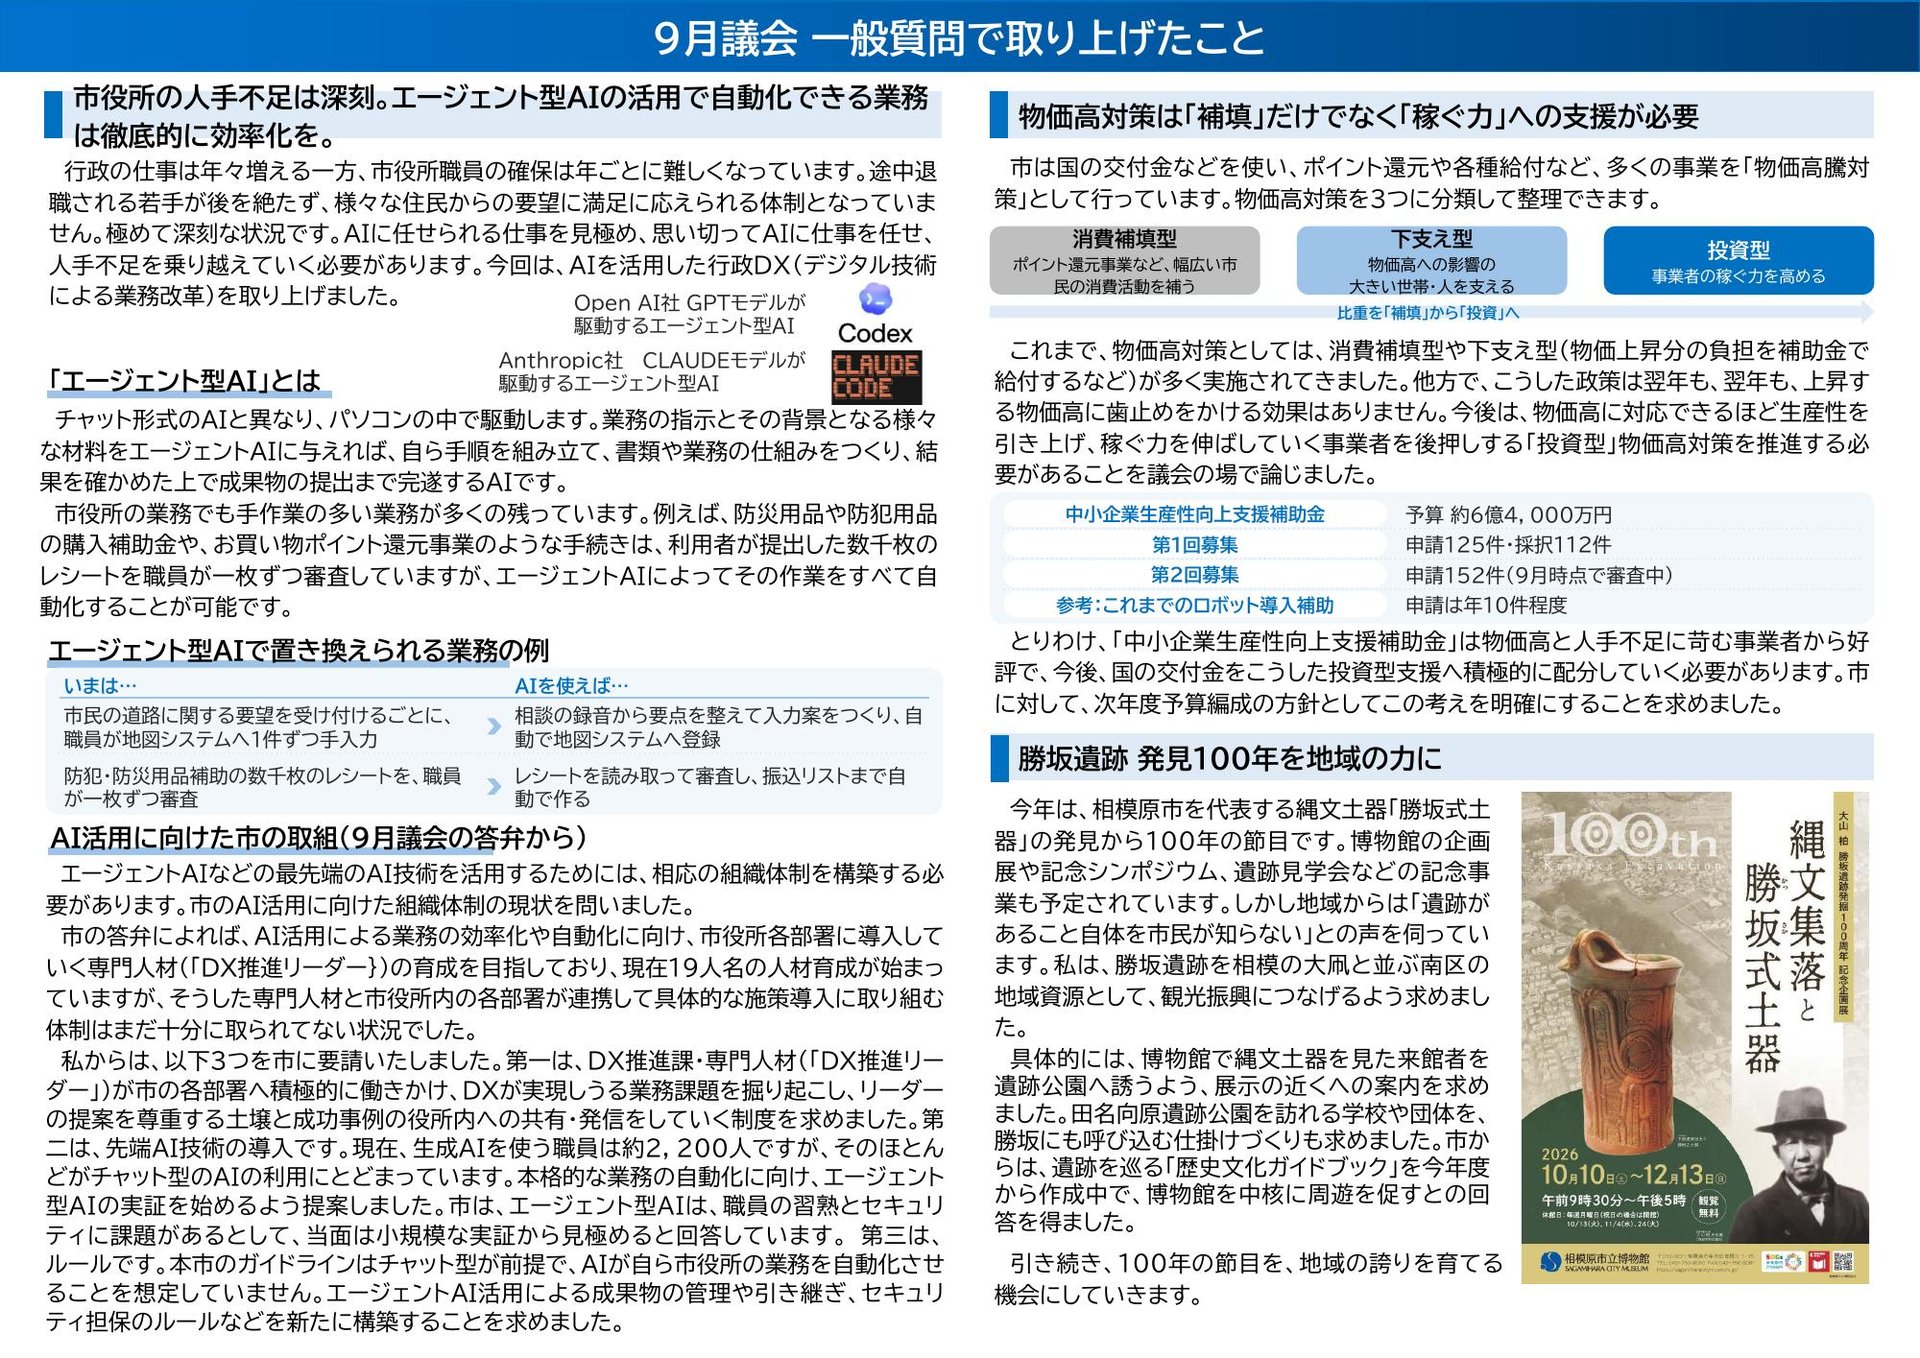 9月議会 一般質問で取り上げたこと
市役所の人手不足は深刻。エージェント型AIの活用で自動化できる業務
は徹底的に効率化を。
行政の仕事は年々増える一方、市役所職員の確保は年ごとに難しくなっています。途中退
職される若手が後を絶たず、様々な住民からの要望に満足に応えられる体制となっていま
せん。極めて深刻な状況です。AIに任せられる仕事を見極め、思い切ってAIに仕事を任せ、
人手不足を乗り越えていく必要があります。今回は、AIを活用した行政DX（デジタル技術
による業務改革）を取り上げました。
Open AI社 GPTモデルが
駆動するエージェント型AI
Codex
Anthropic社　CLAUDEモデルが
駆動するエージェント型AI
CLAUDE
CODE
「エージェント型AI」とは
チャット形式のAIと異なり、パソコンの中で駆動します。業務の指示とその背景となる様々
な材料をエージェントAIに与えれば、自ら手順を組み立て、書類や業務の仕組みをつくり、結
果を確かめた上で成果物の提出まで完遂するAIです。
市役所の業務でも手作業の多い業務が多くの残っています。例えば、防災用品や防犯用品
の購入補助金や、お買い物ポイント還元事業のような手続きは、利用者が提出した数千枚の
レシートを職員が一枚ずつ審査していますが、エージェントAIによってその作業をすべて自
動化することが可能です。
エージェント型AIで置き換えられる業務の例
いまは…
AIを使えば…
市民の道路に関する要望を受け付けるごとに、
職員が地図システムへ1件ずつ手入力
相談の録音から要点を整えて入力案をつくり、自
動で地図システムへ登録
防犯・防災用品補助の数千枚のレシートを、職員
が一枚ずつ審査
レシートを読み取って審査し、振込リストまで自
動で作る
AI活用に向けた市の取組（9月議会の答弁から）
エージェントAIなどの最先端のAI技術を活用するためには、相応の組織体制を構築する必
要があります。市のAI活用に向けた組織体制の現状を問いました。
市の答弁によれば、AI活用による業務の効率化や自動化に向け、市役所各部署に導入して
いく専門人材（「DX推進リーダー}）の育成を目指しており、現在19人名の人材育成が始まっ
ていますが、そうした専門人材と市役所内の各部署が連携して具体的な施策導入に取り組む
体制はまだ十分に取られてない状況でした。
私からは、以下3つを市に要請いたしました。第一は、DX推進課・専門人材（「DX推進リー
ダー」）が市の各部署へ積極的に働きかけ、DXが実現しうる業務課題を掘り起こし、リーダー
の提案を尊重する土壌と成功事例の役所内への共有・発信をしていく制度を求めました。第
二は、先端AI技術の導入です。現在、生成AIを使う職員は約2，200人ですが、そのほとん
どがチャット型のAIの利用にとどまっています。本格的な業務の自動化に向け、エージェント
型AIの実証を始めるよう提案しました。市は、エージェント型AIは、職員の習熟とセキュリ
ティに課題があるとして、当面は小規模な実証から見極めると回答しています。 第三は、
ルールです。本市のガイドラインはチャット型が前提で、AIが自ら市役所の業務を自動化させ
ることを想定していません。エージェントAI活用による成果物の管理や引き継ぎ、セキュリ
ティ担保のルールなどを新たに構築することを求めました。
物価高対策は「補填」だけでなく「稼ぐ力」への支援が必要
市は国の交付金などを使い、ポイント還元や各種給付など、多くの事業を「物価高騰対
策」として行っています。物価高対策を3つに分類して整理できます。
消費補填型
ポイント還元事業など、幅広い市
民の消費活動を補う
下支え型
物価高への影響の
大きい世帯・人を支える
投資型
事業者の稼ぐ力を高める
比重を「補填」から「投資」へ
これまで、物価高対策としては、消費補填型や下支え型（物価上昇分の負担を補助金で
給付するなど）が多く実施されてきました。他方で、こうした政策は翌年も、翌年も、上昇す
る物価高に歯止めをかける効果はありません。今後は、物価高に対応できるほど生産性を
引き上げ、稼ぐ力を伸ばしていく事業者を後押しする「投資型」物価高対策を推進する必
要があることを議会の場で論じました。
中小企業生産性向上支援補助金
予算 約6億4，000万円
第1回募集
申請125件・採択112件
第2回募集
申請152件（9月時点で審査中）
参考：これまでのロボット導入補助
申請は年10件程度
とりわけ、「中小企業生産性向上支援補助金」は物価高と人手不足に苛む事業者から好
評で、今後、国の交付金をこうした投資型支援へ積極的に配分していく必要があります。市
に対して、次年度予算編成の方針としてこの考えを明確にすることを求めました。
勝坂遺跡 発見100年を地域の力に
今年は、相模原市を代表する縄文土器「勝坂式土
器」の発見から100年の節目です。博物館の企画
展や記念シンポジウム、遺跡見学会などの記念事
業も予定されています。しかし地域からは「遺跡が
あること自体を市民が知らない」との声を伺ってい
ます。私は、勝坂遺跡を相模の大凧と並ぶ南区の
地域資源として、観光振興につなげるよう求めまし
た。
具体的には、博物館で縄文土器を見た来館者を
遺跡公園へ誘うよう、展示の近くへの案内を求め
ました。田名向原遺跡公園を訪れる学校や団体を、
勝坂にも呼び込む仕掛けづくりも求めました。市か
らは、遺跡を巡る「歴史文化ガイドブック」を今年度
から作成中で、博物館を中核に周遊を促すとの回
答を得ました。
引き続き、100年の節目を、地域の誇りを育てる
機会にしていきます。
100th
大山 柏 勝坂遺跡発掘100周年 記念企画展
縄文集落と
勝坂式土器
かっ さか
2026
10月10日㊏～12月13日㊐
午前9時30分～午後5時
観覧
無料
休館日：毎週月曜日（祝日の場合は開館）
10/13(火)、11/4(水)、24(火)
相模原市立博物館
SAGAMIHARA CITY MUSEUM